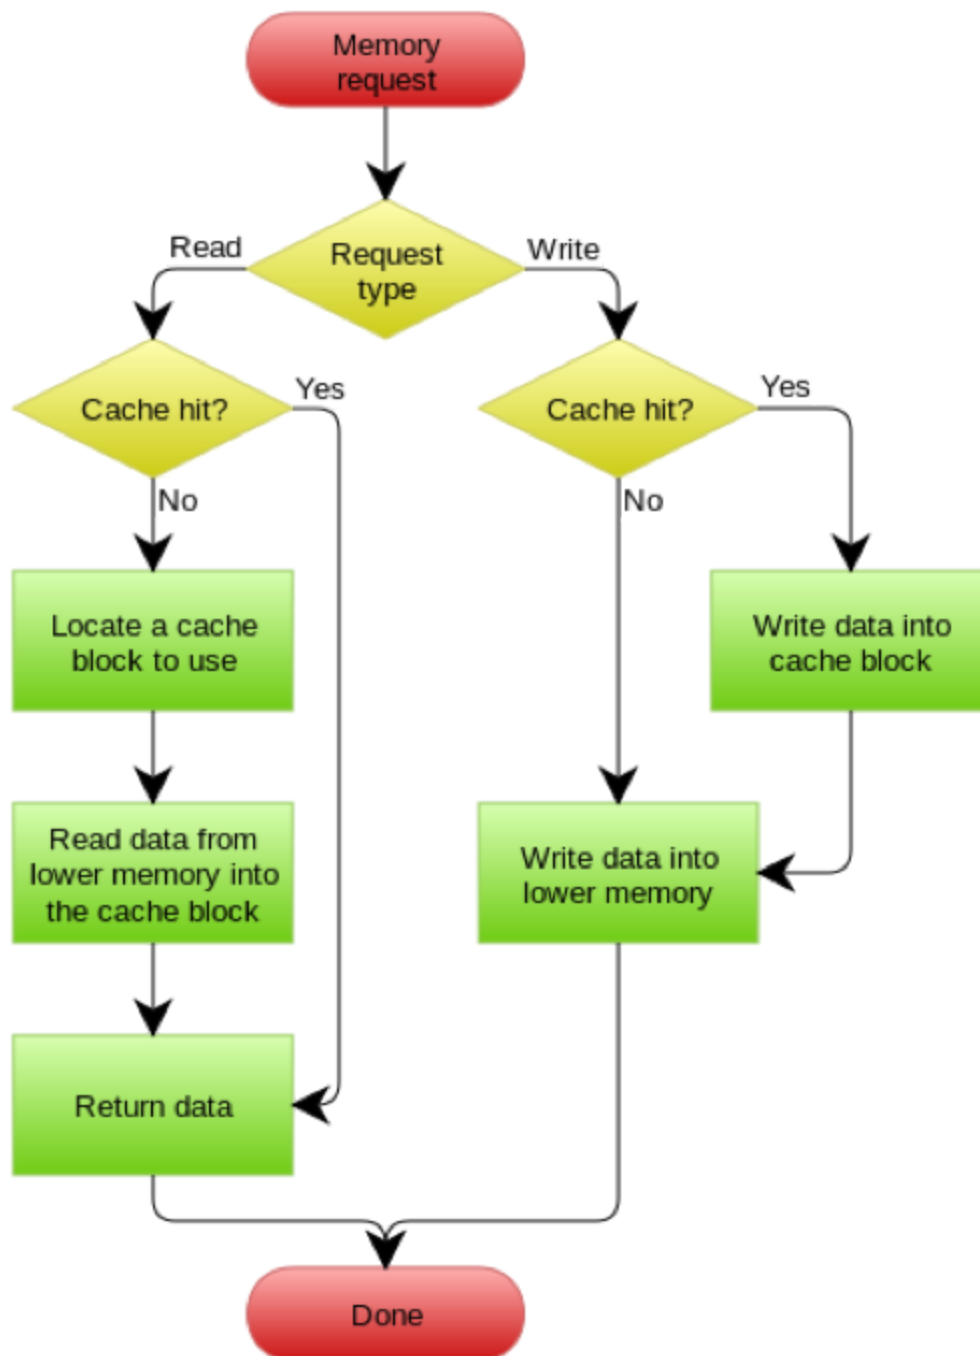 Memory
request
Request
type
Read
Write
Cache hit?
Yes
No
Cache hit?
Yes
No
Locate a cache
block to use
Write data into
cache block
Read data from
lower memory into
the cache block
Write data into
lower memory
Return data
Done